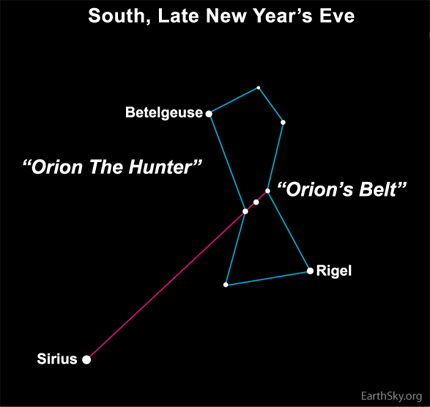 South, Late New Year's Eve
Betelgeuse
“Orion The Hunter”
“Orion's Belt”
Rigel
Sirius
EarthSky.org